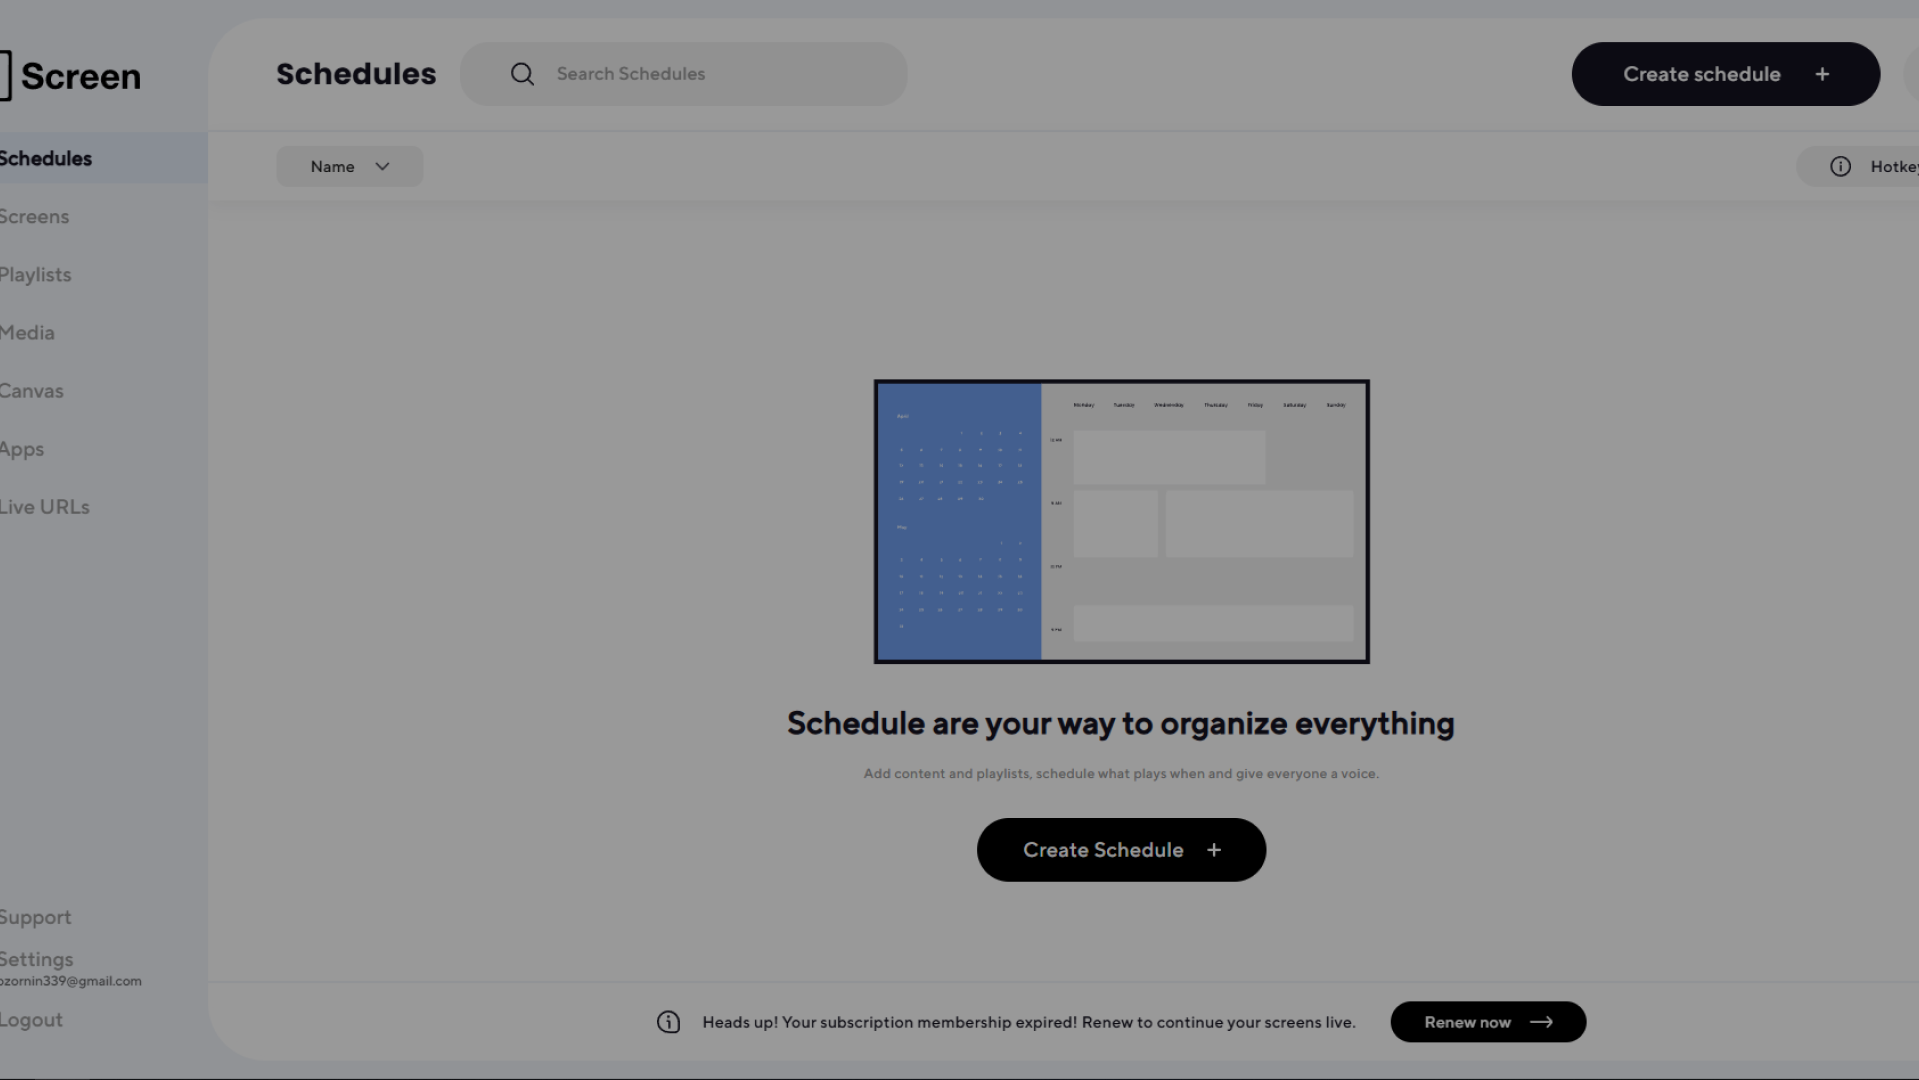 Screen
Schedules
Search Schedules
Create schedule +
Schedules
Name
Hotkey
Screens
Playlists
Media
Canvas
Apps
Live URLs
April
Monday Tuesday Wednesday Thursday Friday Saturday Sunday
May
Schedule are your way to organize everything
Add content and playlists, schedule what plays when and give everyone a voice.
Create Schedule +
Support
Settings
ozornin339@gmail.com
Logout
Heads up! Your subscription membership expired! Renew to continue your screens live.
Renew now